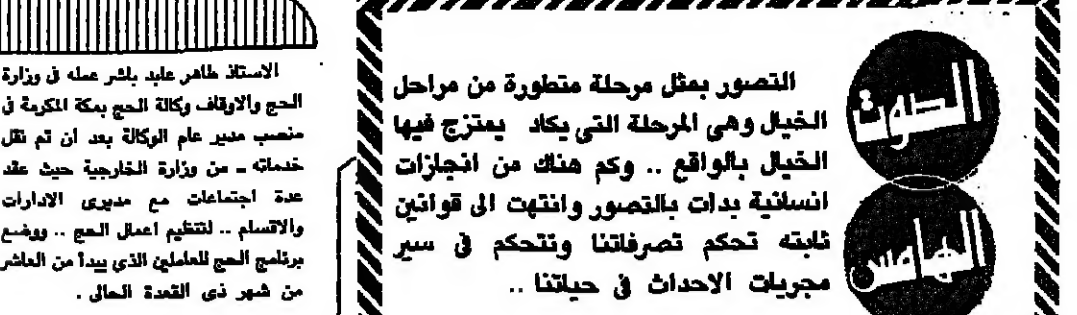 الصوت
الهامس
التصور يمثل مرحلة متطورة من مراحل
الخيال وهى المرحلة التى يكاد يمتزج فيها
الخيال بالواقع .. وكم هناك من انجازات
انسانية بدات بالتصور وانتهت الى قوانين
ثابته تحكم تصرفاتنا وتتحكم فى سير
مجريات الاحداث فى حياتنا ..
الاستاذ طاهر عابد باشر عمله فى وزارة
الحج والاوقاف وكالة الحج بمكة المكرمة فى
منصب مدير عام الوكالة بعد ان تم نقل
خدماته - من وزارة الخارجية حيث عقد
عدة اجتماعات مع مديرى الادارات
والاقسام .. لتنظيم اعمال الحج .. ووضع
برنامج الحج للعاملين الذي يبدأ من العاشر
من شهر ذى القعدة الحالى .